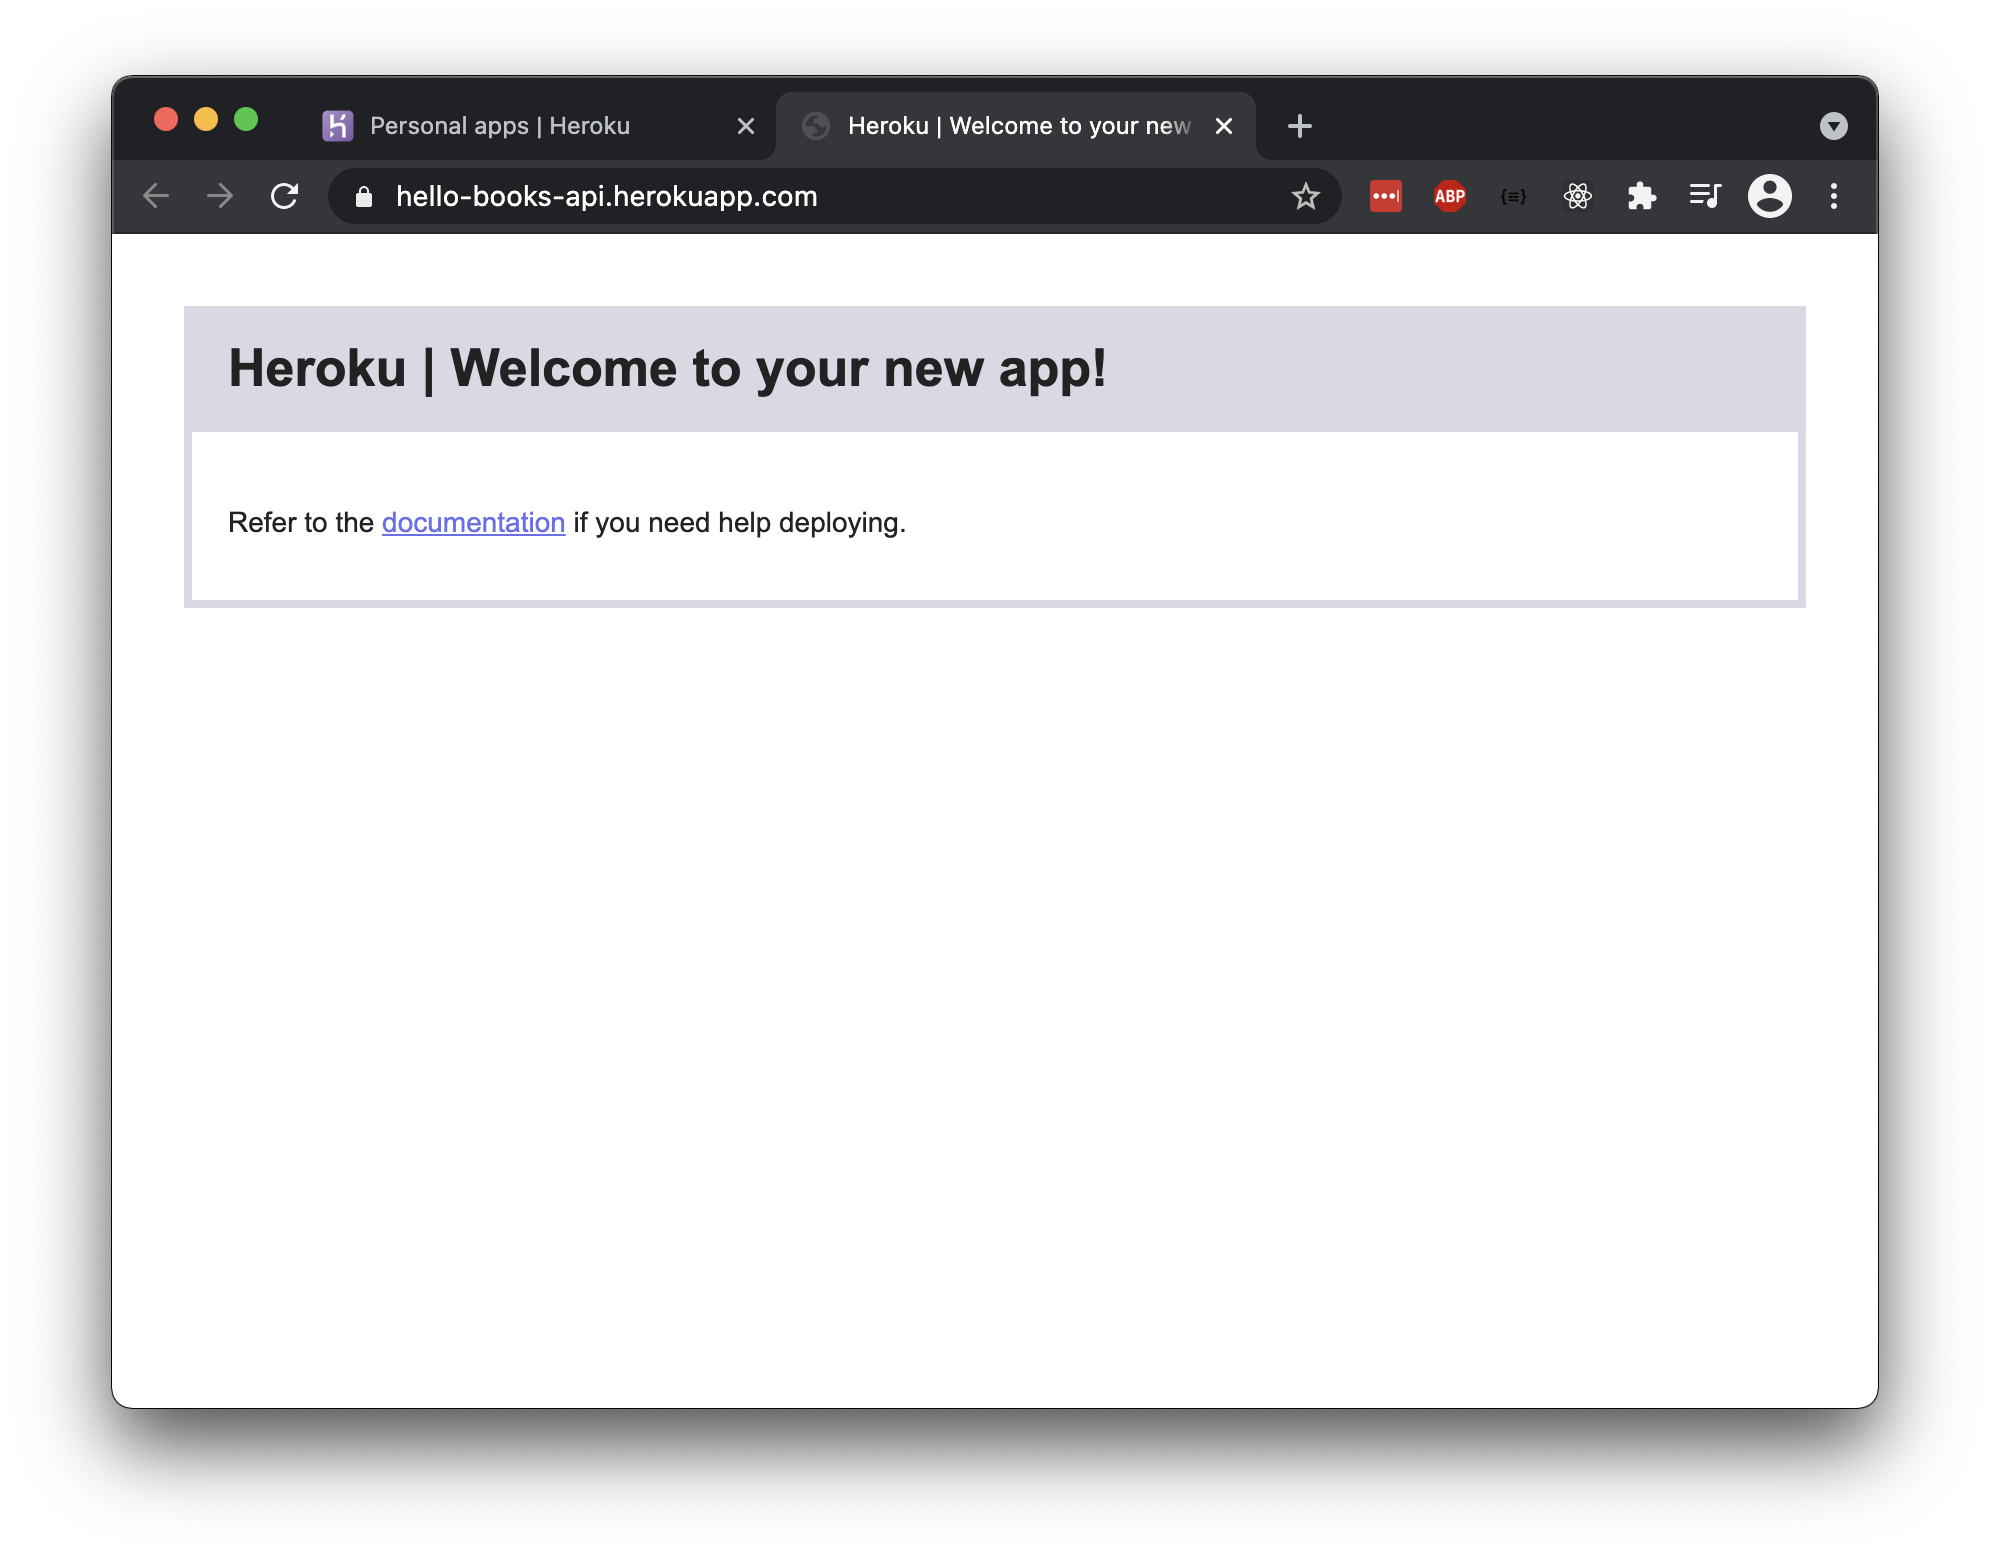 Personal apps | Heroku
Heroku | Welcome to your new
hello-books-api.herokuapp.com
ABP
Heroku | Welcome to your new app!
Refer to the documentation if you need help deploying.